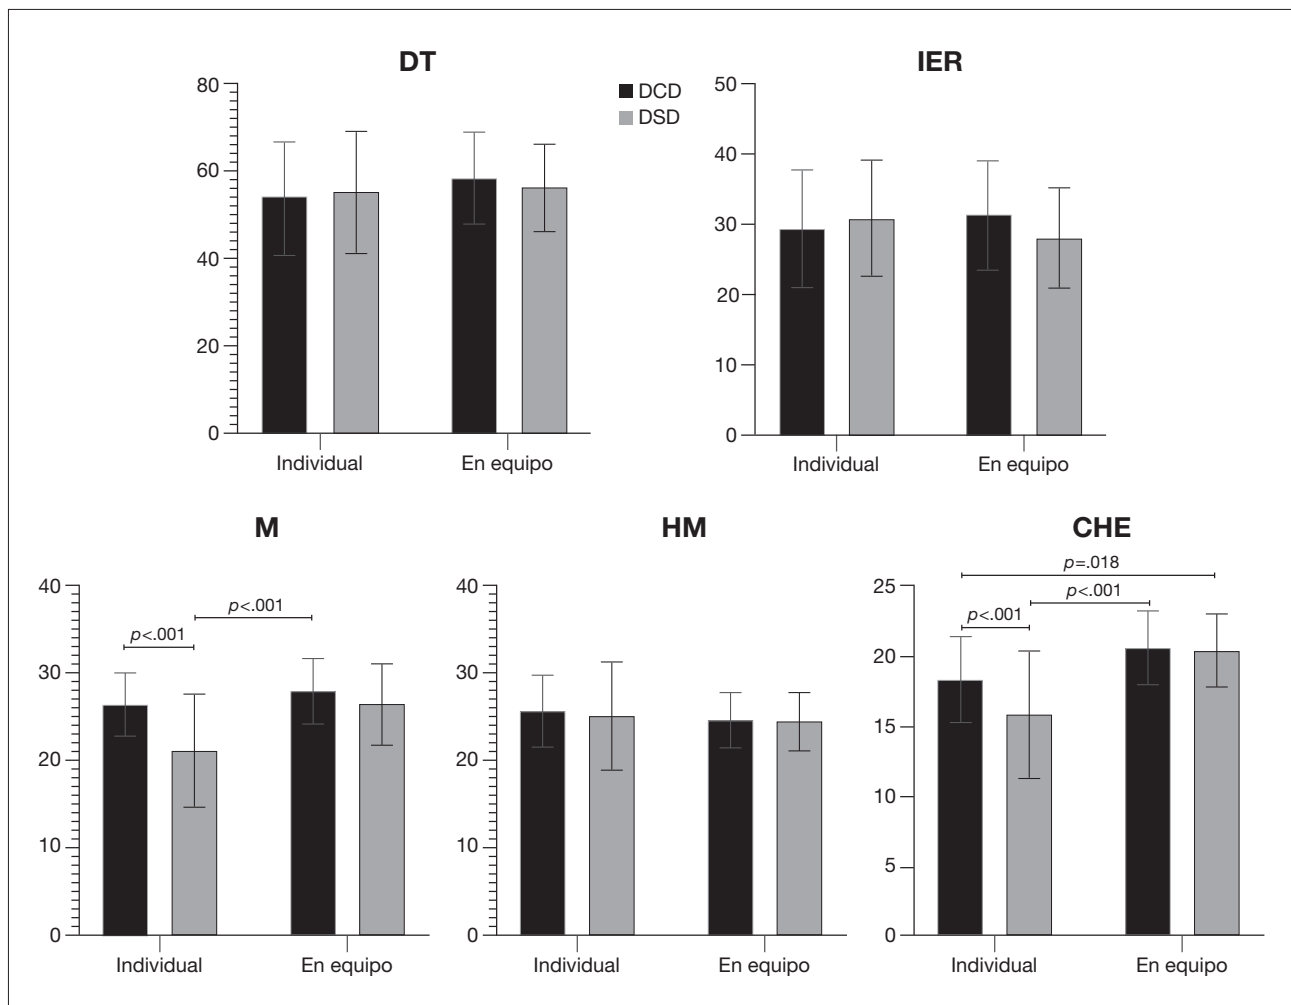 DT
80
60
40
20
0
Individual
En equipo
DCD
DSD
IER
50
40
30
20
10
0
Individual
En equipo
M
40
30
20
10
0
p<.001
p<.001
Individual
En equipo
HM
40
30
20
10
0
Individual
En equipo
CHE
25
20
15
10
5
0
p=.018
p<.001
p<.001
Individual
En equipo